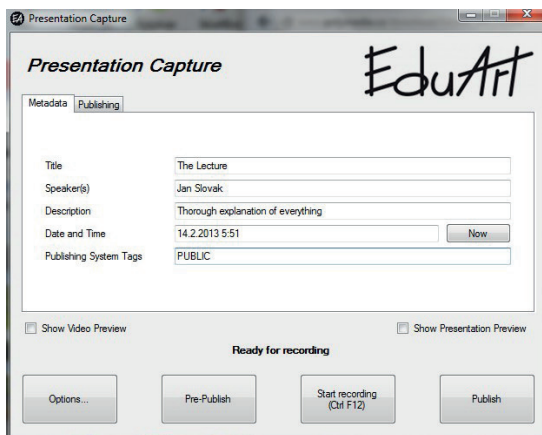 Presentation Capture
Presentation Capture
EduArt
Metadata Publishing
Title The Lecture
Speaker(s) Jan Slovak
Description Thorough explanation of everything
Date and Time 14.2.2013 5:51 Now
Publishing System Tags PUBLIC
Show Video Preview Show Presentation Preview
Ready for recording
Options... Pre-Publish Start recording Publish
(Ctrl F12)